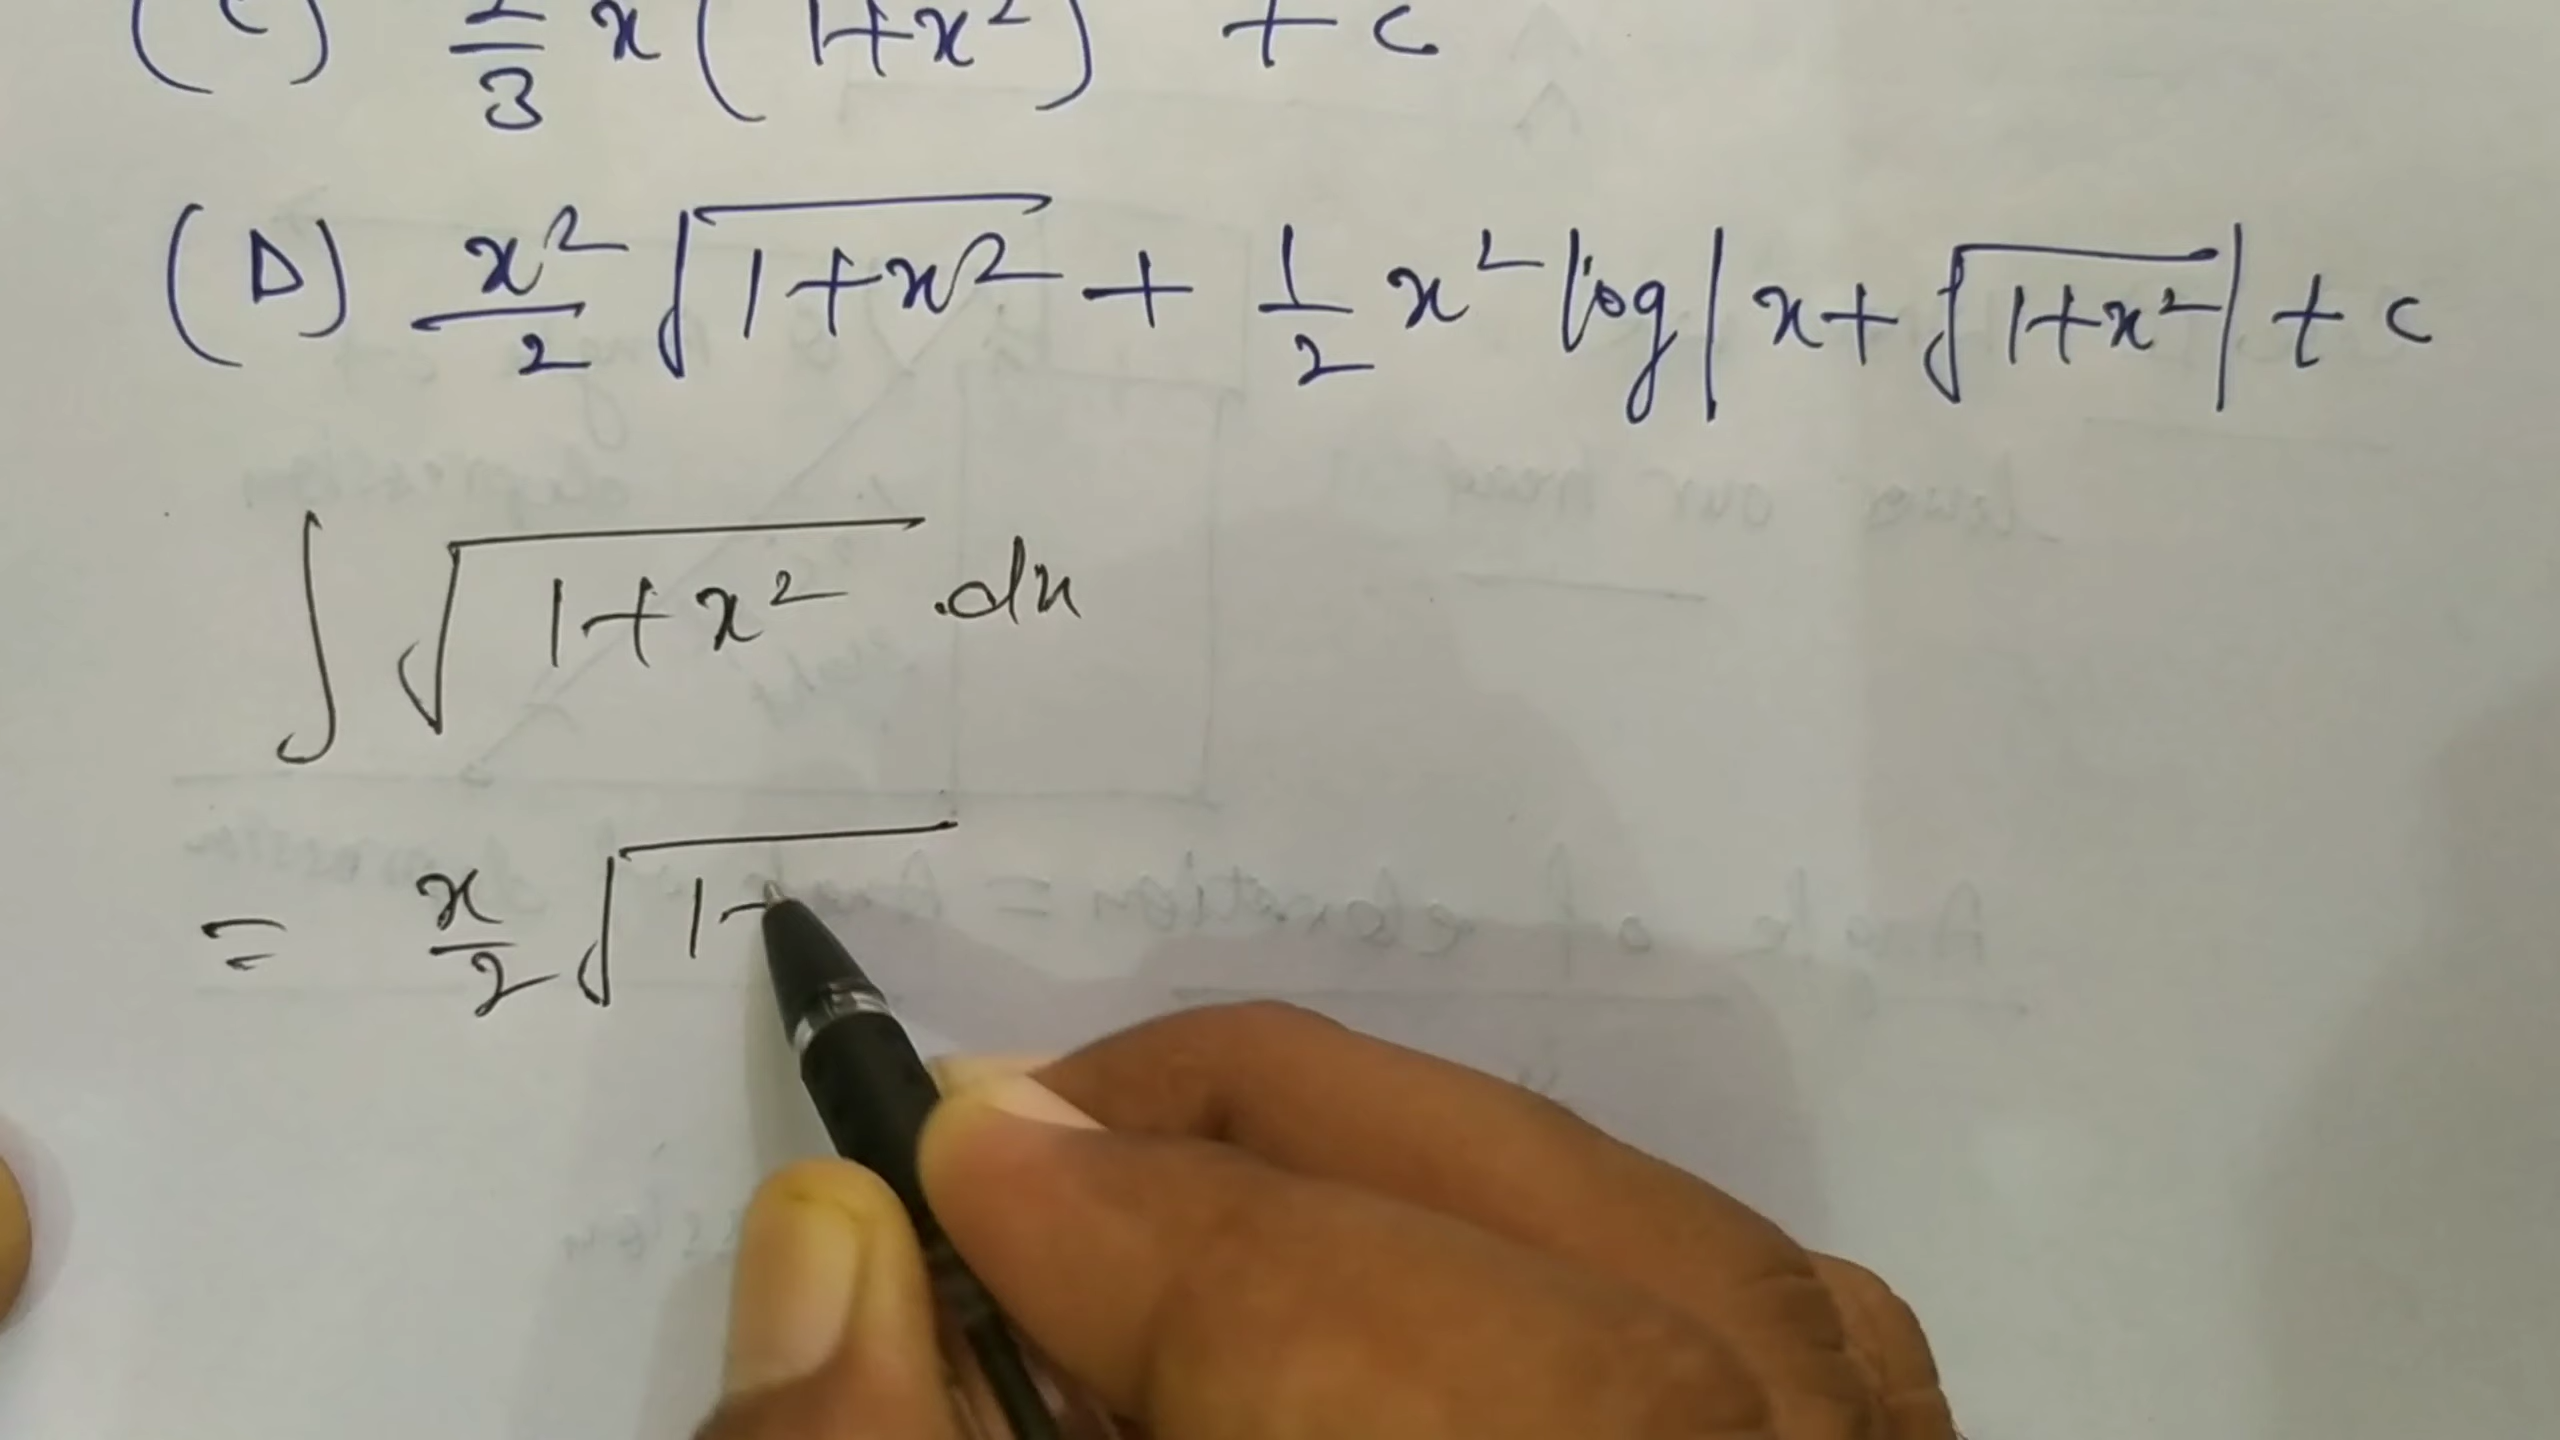 (C) 2/3 x(1+x²) + c
(D) x²/2 √(1+x²) + 1/2 x² log|x+√(1+x²)| + c
∫ √(1+x²) .dx
= x/2 √(1+